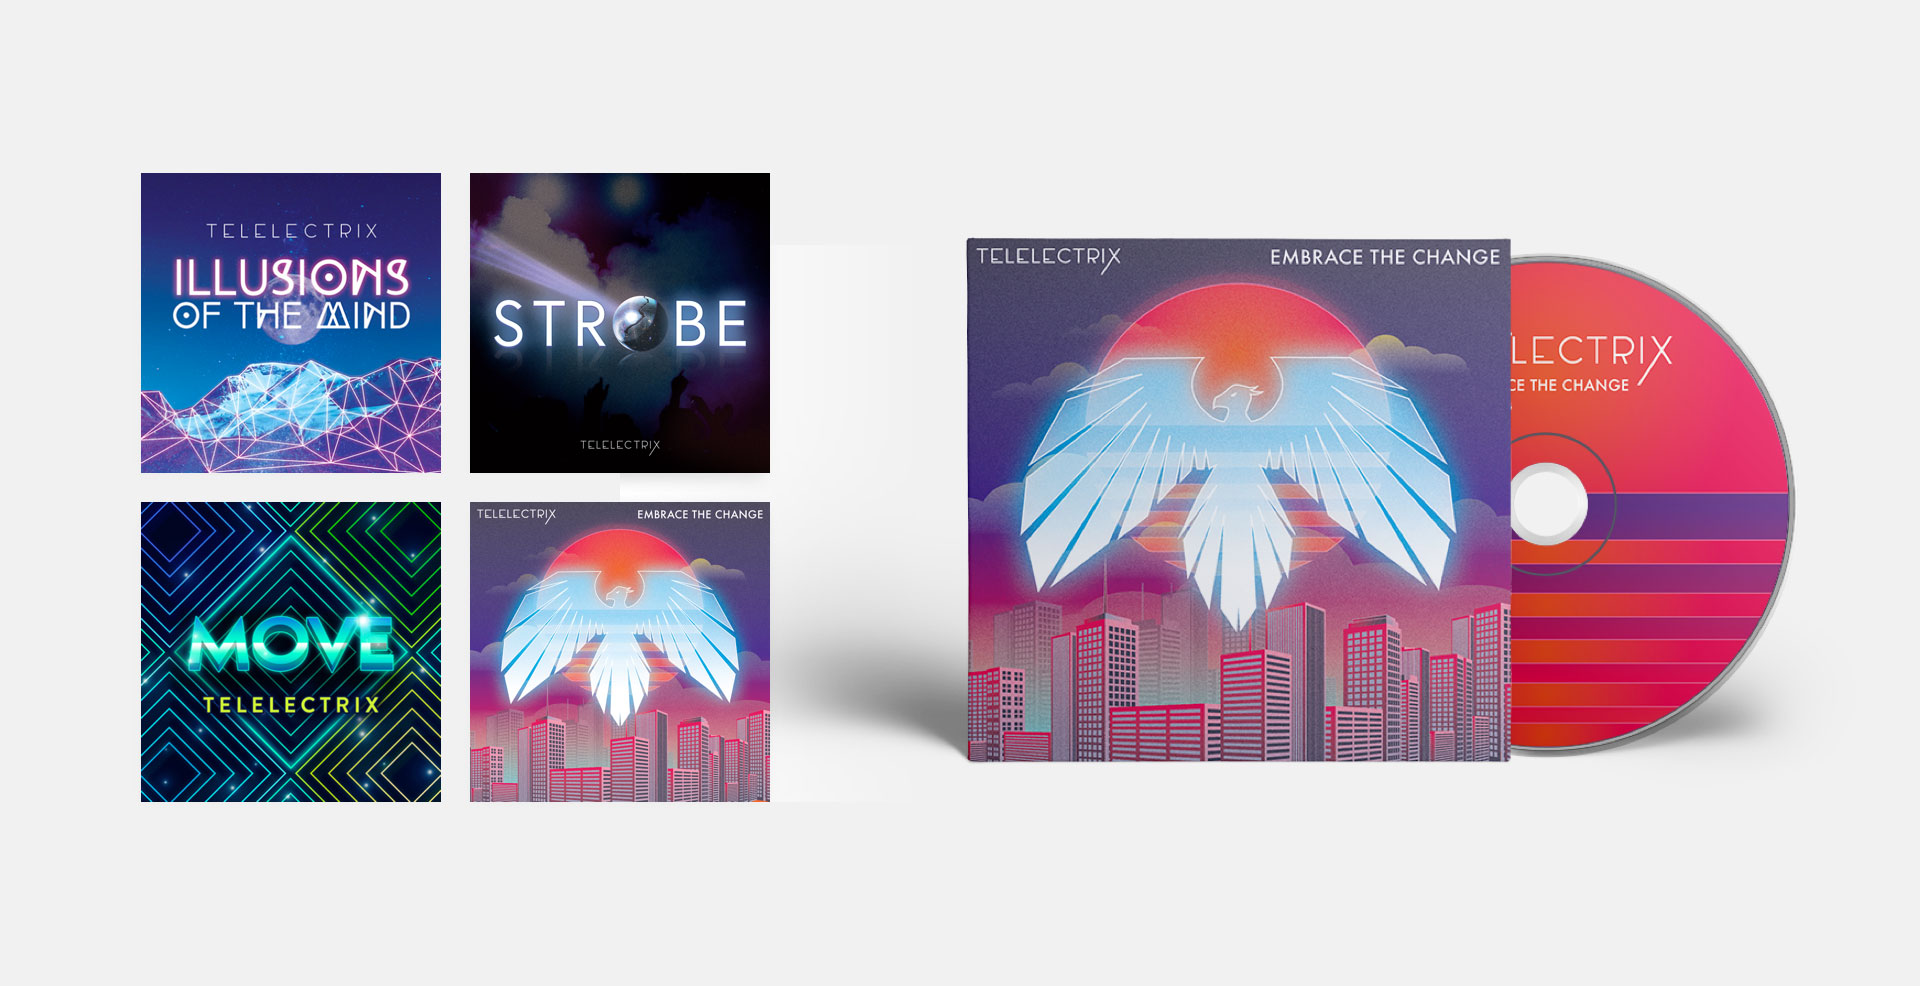 TELELECTRIX
ILLUSIONS
OF THE MIND
STROBE
TELELECTRIX
MOVE
TELELECTRIX
TELELECTRIX
EMBRACE THE CHANGE
TELELECTRIX
EMBRACE THE CHANGE
LECTRIX
CE THE CHANGE